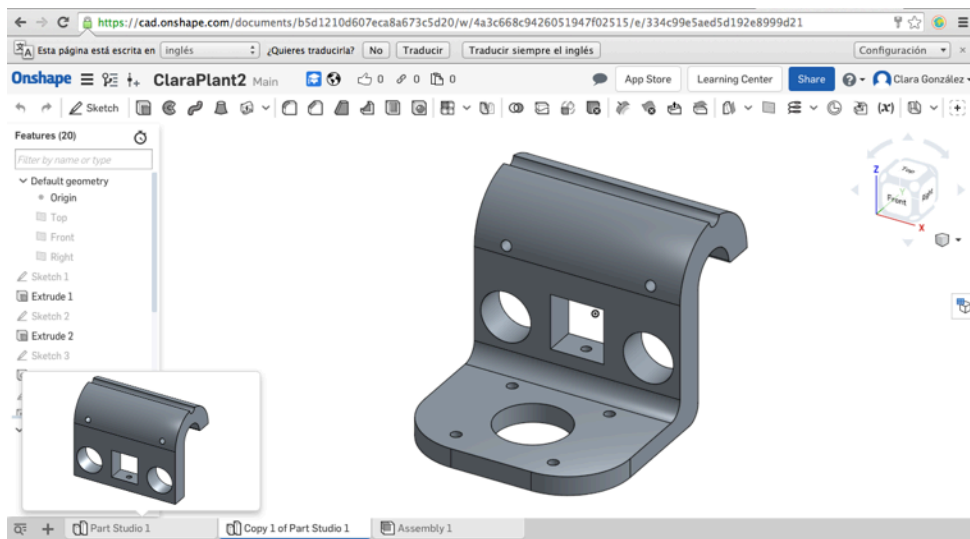 https://cad.onshape.com/documents/b5d1210d607eca8a673c5d20/w/4a3c668c9426051947f02515/e/334c99e5aed5d192e8999d21
Esta página está escrita en inglés ¿Quieres traducirla? No Traducir Traducir siempre el inglés Configuración
Onshape ClaraPlant2 Main 0 0 0 App Store Learning Center Share Clara González
Sketch (x)
Features (20)
Filter by name or type
Default geometry
Origin
Top
Front
Right
Sketch 1
Extrude 1
Sketch 2
Extrude 2
Sketch 3
Z
Y
Front
Right
X
Part Studio 1 Copy 1 of Part Studio 1 Assembly 1